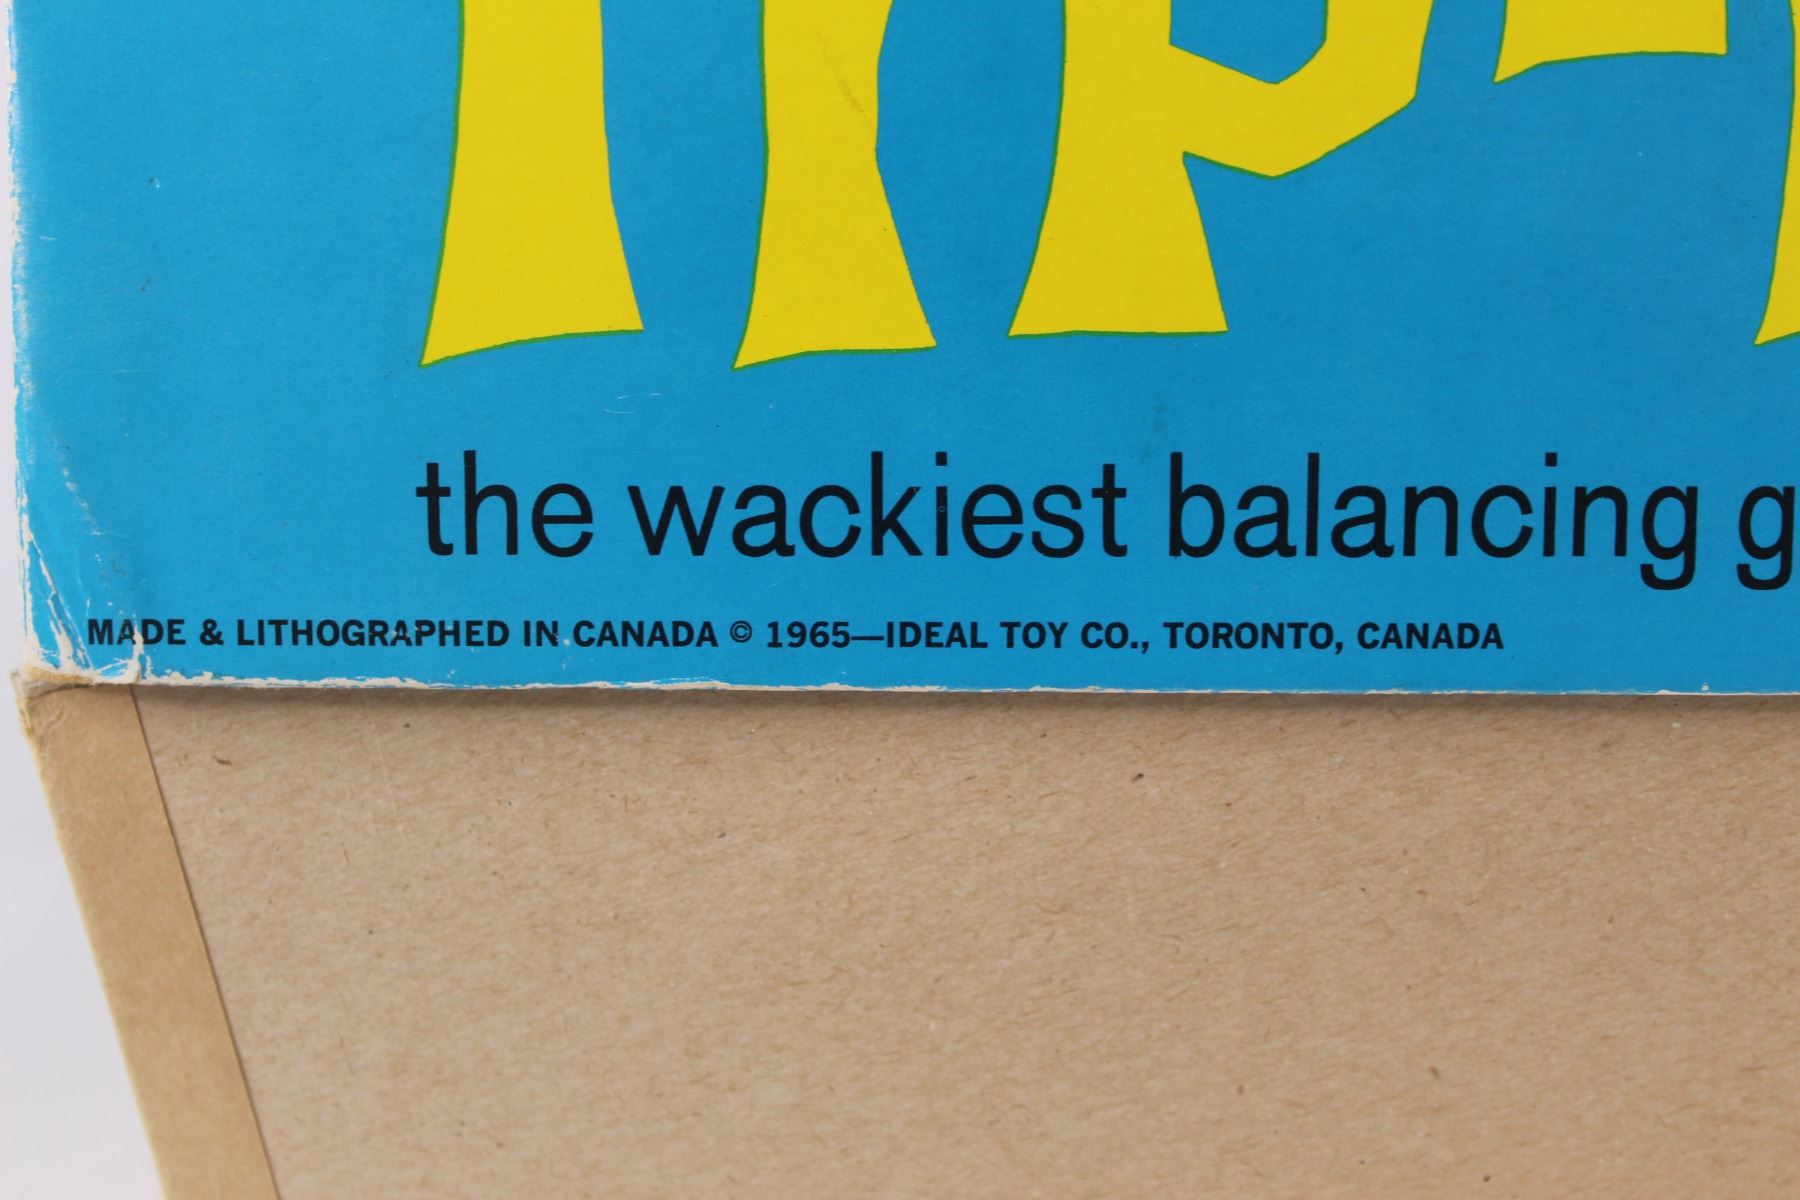 the wackiest balancing g
MADE & LITHOGRAPHED IN CANADA © 1965—IDEAL TOY CO., TORONTO, CANADA